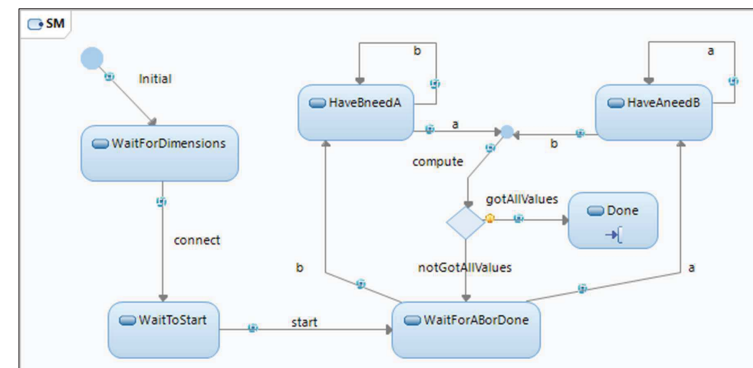 SM
Initial
WaitForDimensions
connect
WaitToStart
start
WaitForABorDone
b
HaveBneedA
b
a
HaveAneedB
a
b
a
compute
gotAllValues
Done
notGotAllValues